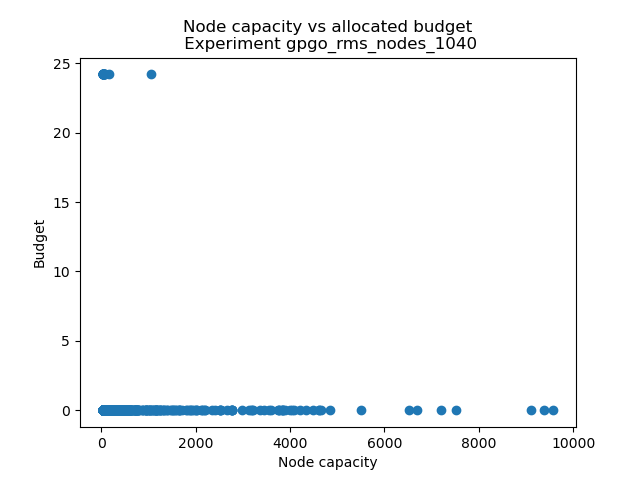 Node capacity vs allocated budget
Experiment gpgo_rms_nodes_1040
25
20
15
10
5
0
Budget
0 2000 4000 6000 8000 10000
Node capacity